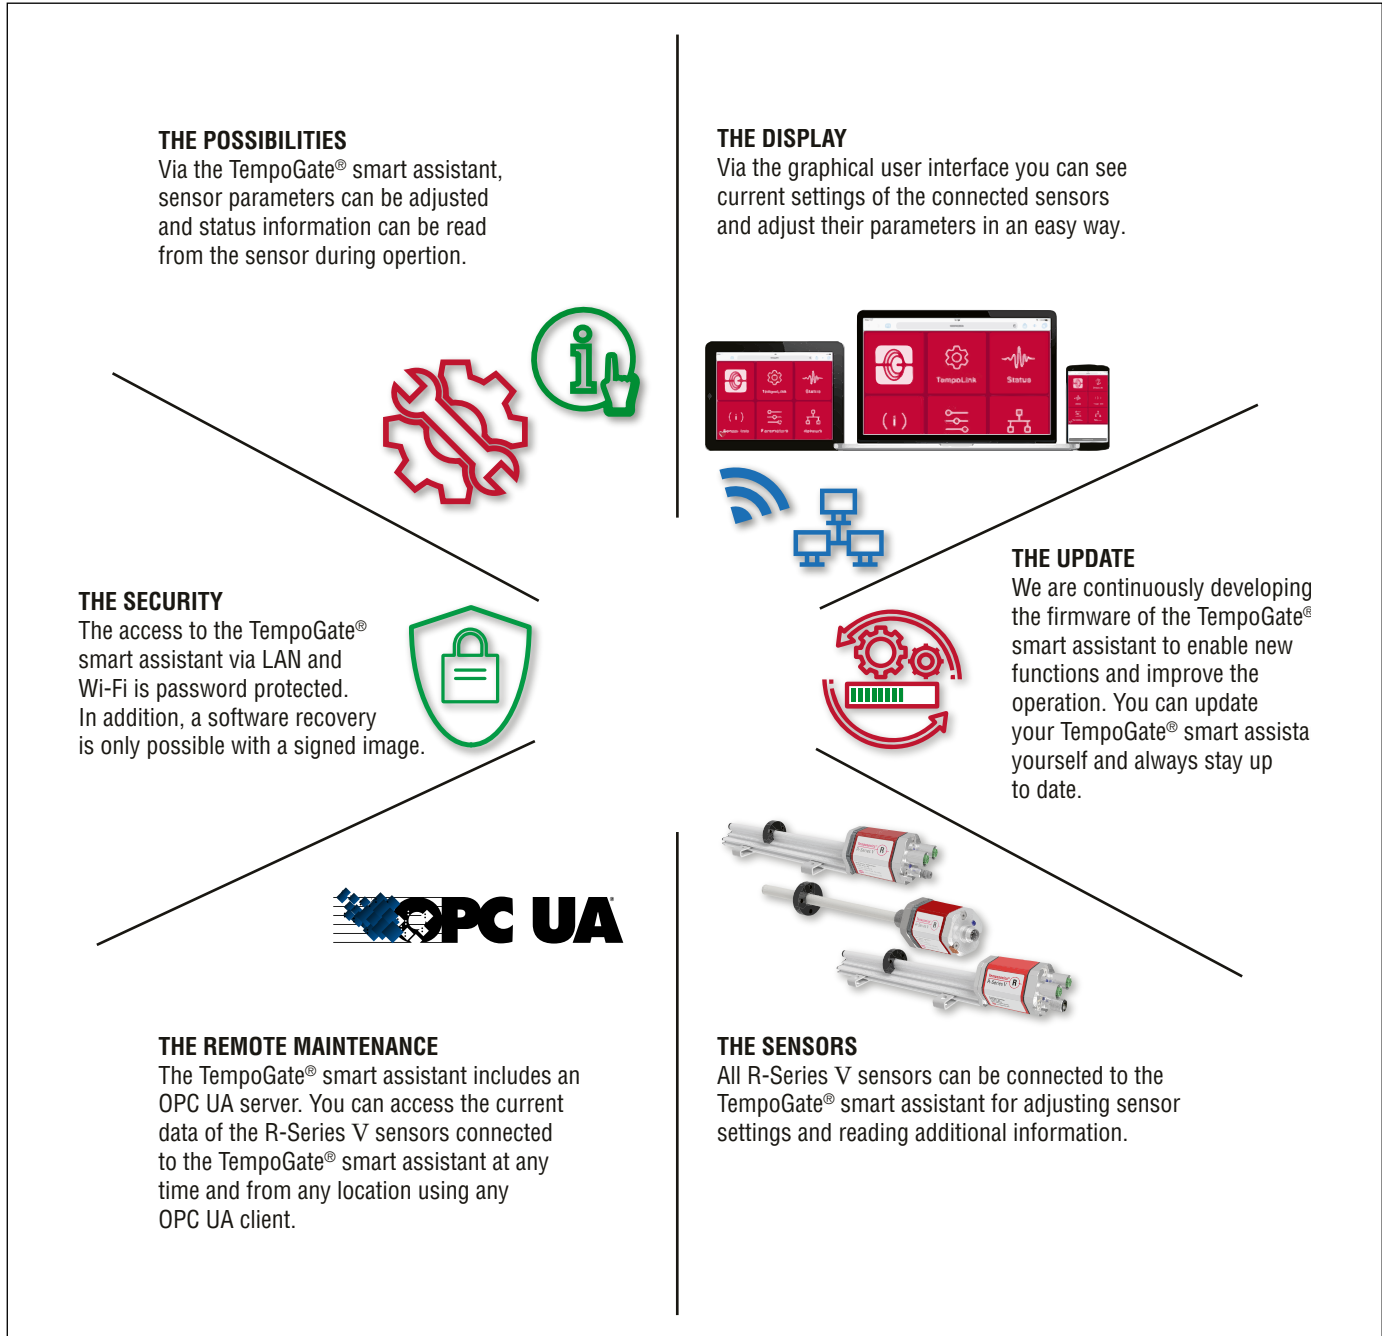 THE POSSIBILITIES
Via the TempoGate® smart assistant,
sensor parameters can be adjusted
and status information can be read
from the sensor during opertion.
THE DISPLAY
Via the graphical user interface you can see
current settings of the connected sensors
and adjust their parameters in an easy way.
TempoLink
Status
TempoLink
Status
THE SECURITY
The access to the TempoGate®
smart assistant via LAN and
Wi-Fi is password protected.
In addition, a software recovery
is only possible with a signed image.
THE UPDATE
We are continuously developing
the firmware of the TempoGate®
smart assistant to enable new
functions and improve the
operation. You can update
your TempoGate® smart assista
yourself and always stay up
to date.
OPC UA
R-Series V
THE REMOTE MAINTENANCE
The TempoGate® smart assistant includes an
OPC UA server. You can access the current
data of the R-Series V sensors connected
to the TempoGate® smart assistant at any
time and from any location using any
OPC UA client.
THE SENSORS
All R-Series V sensors can be connected to the
TempoGate® smart assistant for adjusting sensor
settings and reading additional information.